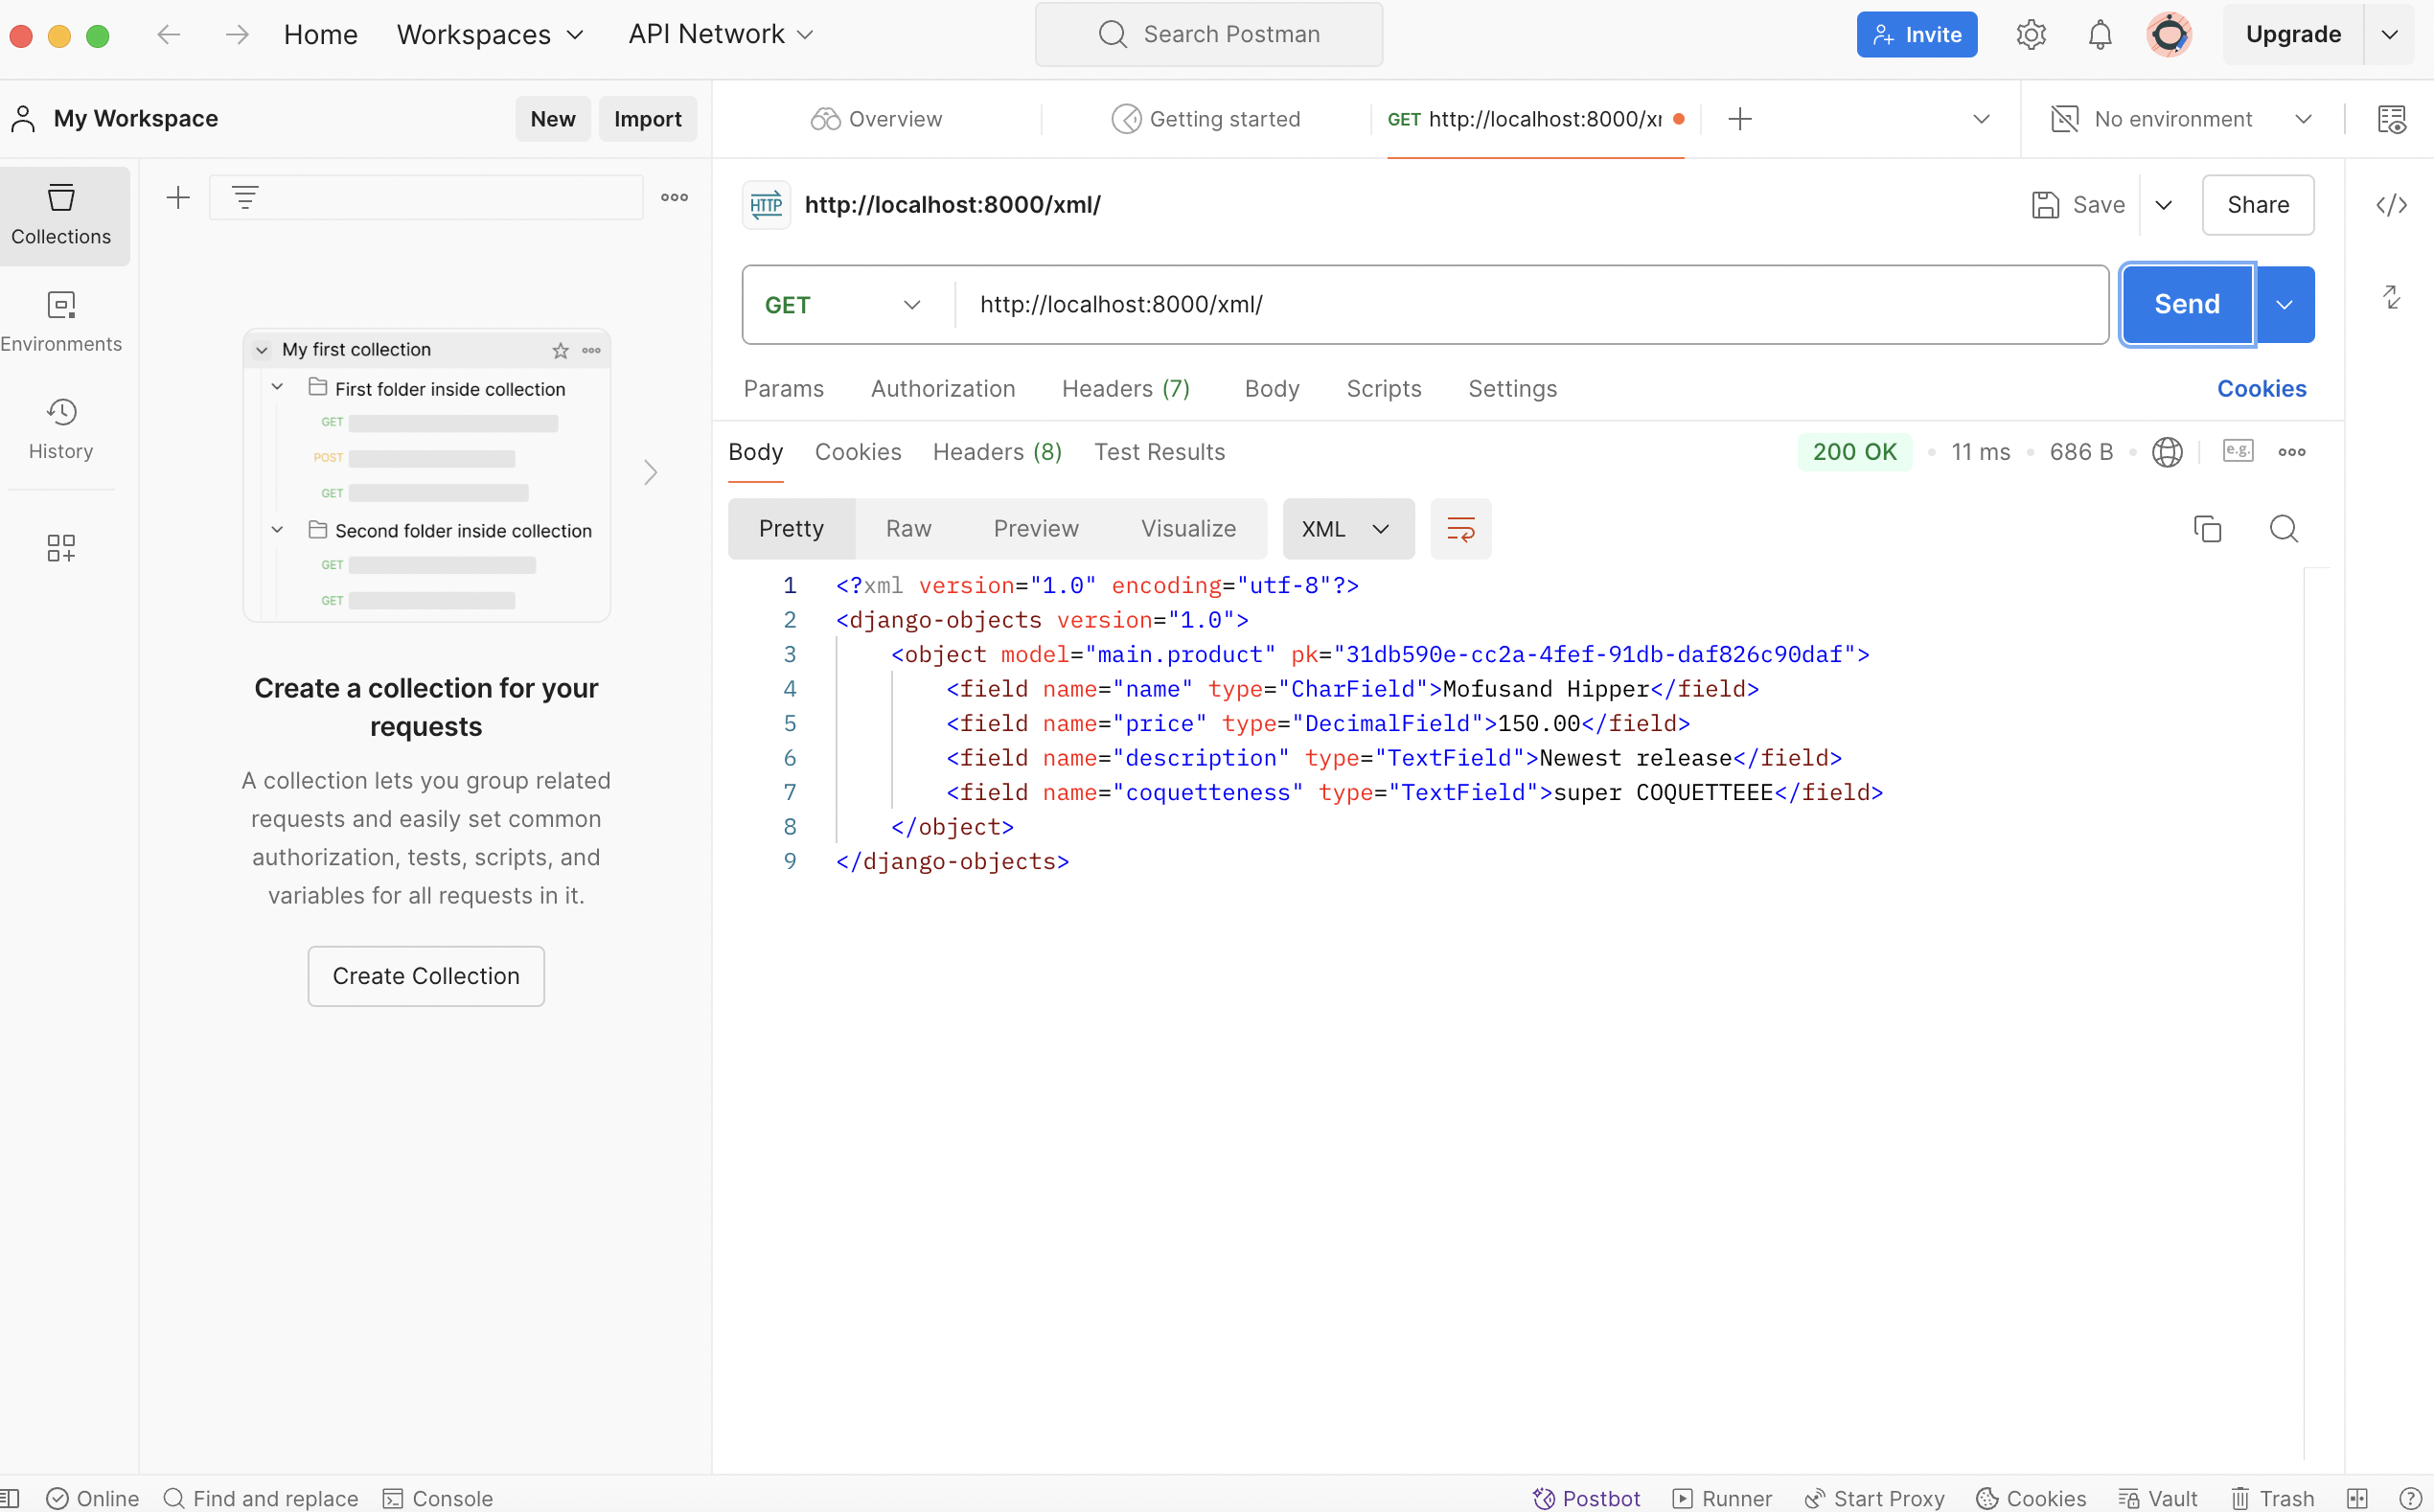 Home Workspaces API Network Search Postman Invite Upgrade
My Workspace New Import Overview Getting started GET http://localhost:8000/xr No environment
Collections
Environments
History
My first collection
First folder inside collection
GET
POST
GET
Second folder inside collection
GET
GET
Create a collection for your
requests
A collection lets you group related
requests and easily set common
authorization, tests, scripts, and
variables for all requests in it.
Create Collection
HTTP http://localhost:8000/xml/ Save Share
GET http://localhost:8000/xml/ Send
Params Authorization Headers (7) Body Scripts Settings Cookies
Body Cookies Headers (8) Test Results 200 OK 11 ms 686 B e.g.
Pretty Raw Preview Visualize XML
1 <?xml version="1.0" encoding="utf-8"?>
2 <django-objects version="1.0">
3 <object model="main.product" pk="31db590e-cc2a-4fef-91db-daf826c90daf">
4 <field name="name" type="CharField">Mofusand Hipper</field>
5 <field name="price" type="DecimalField">150.00</field>
6 <field name="description" type="TextField">Newest release</field>
7 <field name="coquetteness" type="TextField">super COQUETTEEE</field>
8 </object>
9 </django-objects>
Online Find and replace Console Postbot Runner Start Proxy Cookies Vault Trash